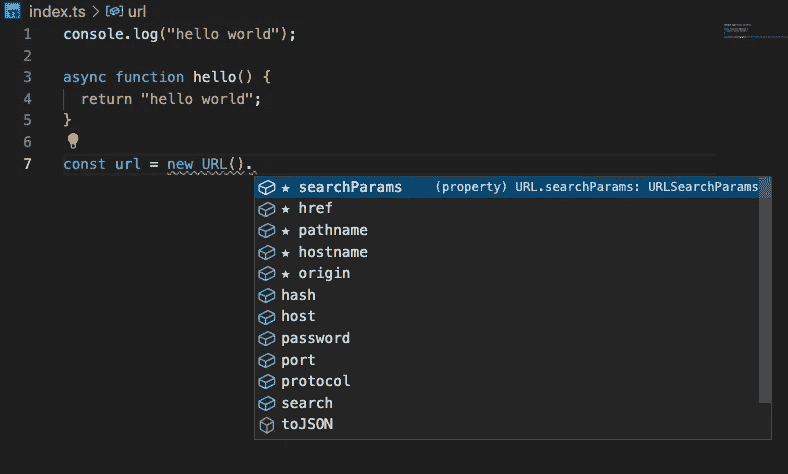 index.ts > url
1 console.log("hello world");
2
3 async function hello() {
4 return "hello world";
5 }
6
7 const url = new URL().
★ searchParams (property) URL.searchParams: URLSearchParams
★ href
★ pathname
★ hostname
★ origin
hash
host
password
port
protocol
search
toJSON